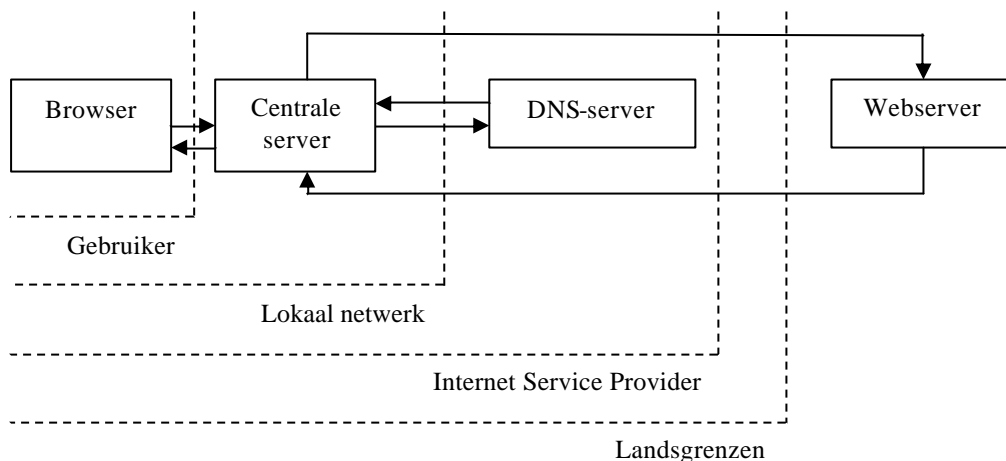 Browser
Centrale
server
DNS-server
Webserver
Gebruiker
Lokaal netwerk
Internet Service Provider
Landsgrenzen